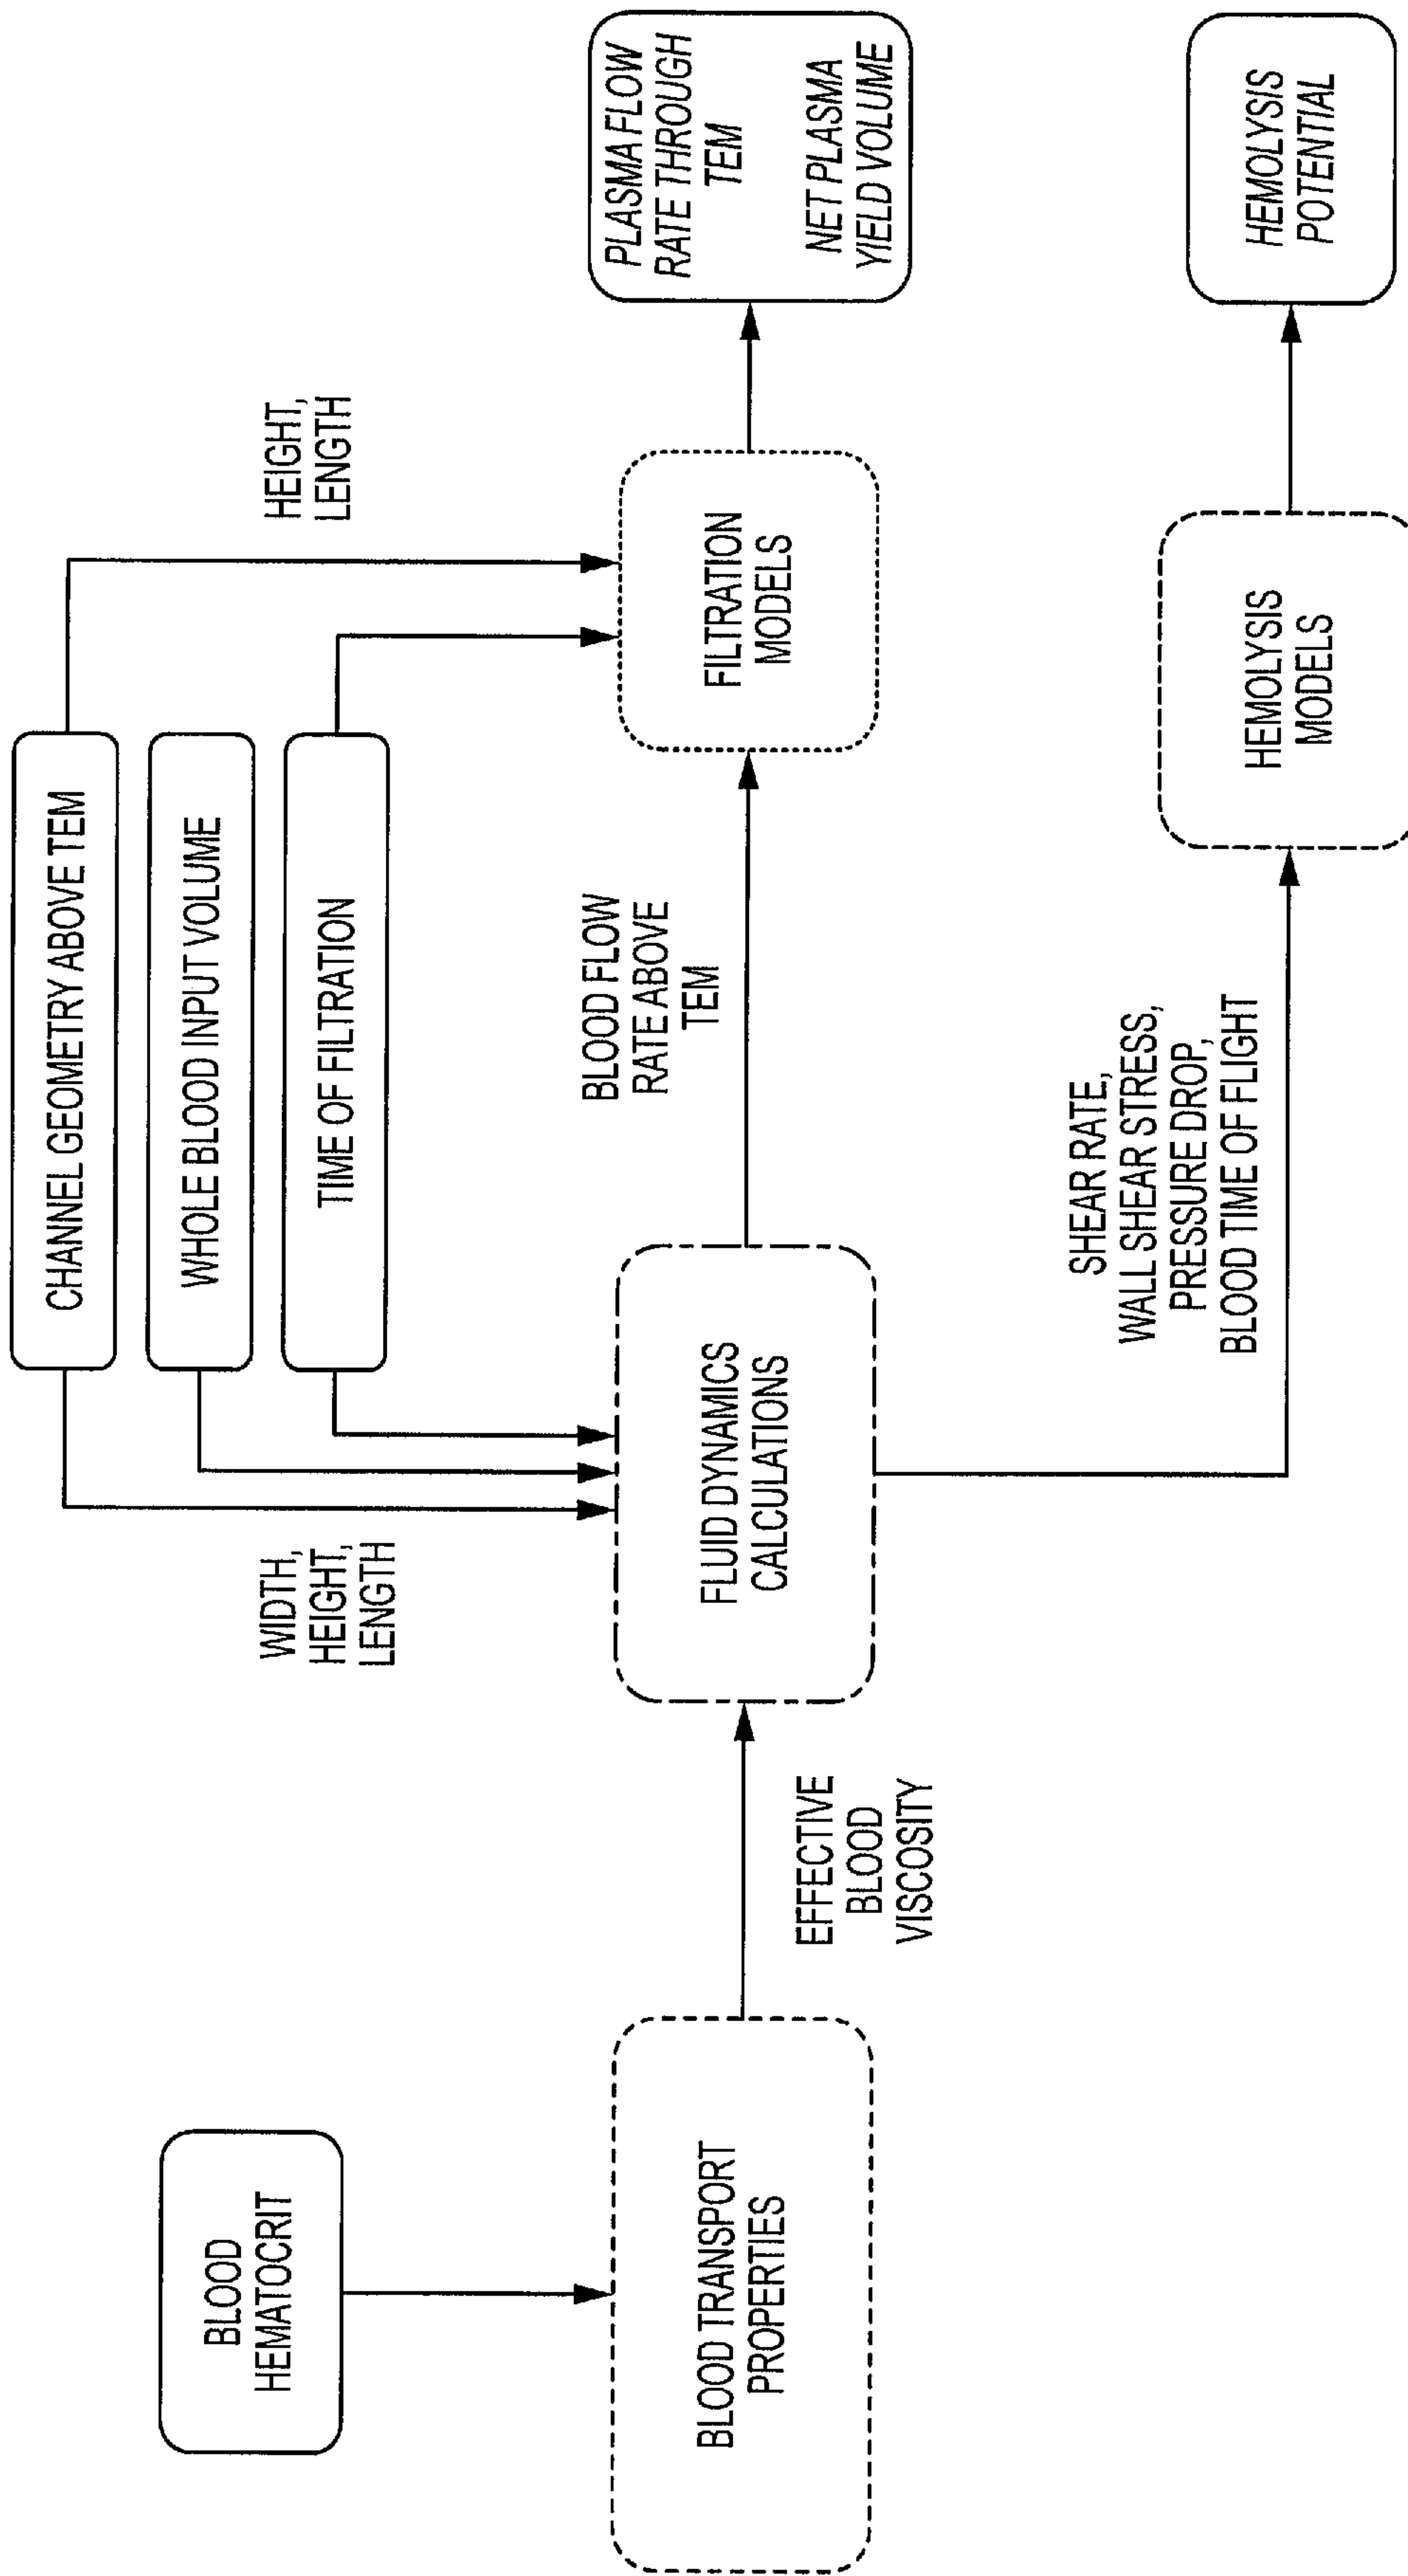 CHANNEL GEOMETRY ABOVE TEM
WHOLE BLOOD INPUT VOLUME
TIME OF FILTRATION
BLOOD
HEMATOCRIT
WIDTH,
HEIGHT,
LENGTH
HEIGHT,
LENGTH
BLOOD TRANSPORT
PROPERTIES
EFFECTIVE
BLOOD
VISCOSITY
FLUID DYNAMICS
CALCULATIONS
BLOOD FLOW
RATE ABOVE
TEM
FILTRATION
MODELS
PLASMA FLOW
RATE THROUGH
TEM
NET PLASMA
YIELD VOLUME
SHEAR RATE,
WALL SHEAR STRESS,
PRESSURE DROP,
BLOOD TIME OF FLIGHT
HEMOLYSIS
MODELS
HEMOLYSIS
POTENTIAL